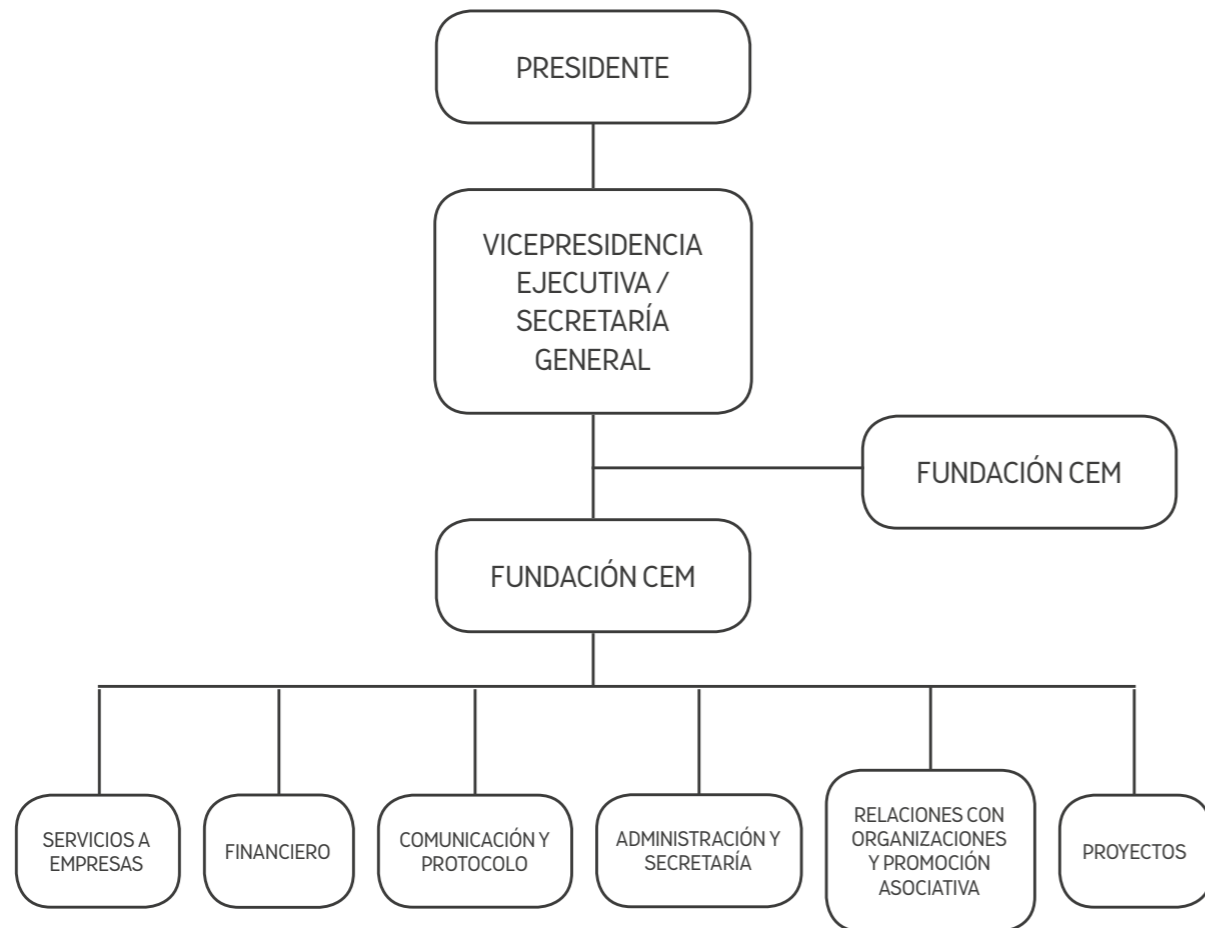 PRESIDENTE
VICEPRESIDENCIA
EJECUTIVA /
SECRETARÍA
GENERAL
FUNDACIÓN CEM
FUNDACIÓN CEM
SERVICIOS A
EMPRESAS
FINANCIERO
COMUNICACIÓN Y
PROTOCOLO
ADMINISTRACIÓN Y
SECRETARÍA
RELACIONES CON
ORGANIZACIONES
Y PROMOCIÓN
ASOCIATIVA
PROYECTOS